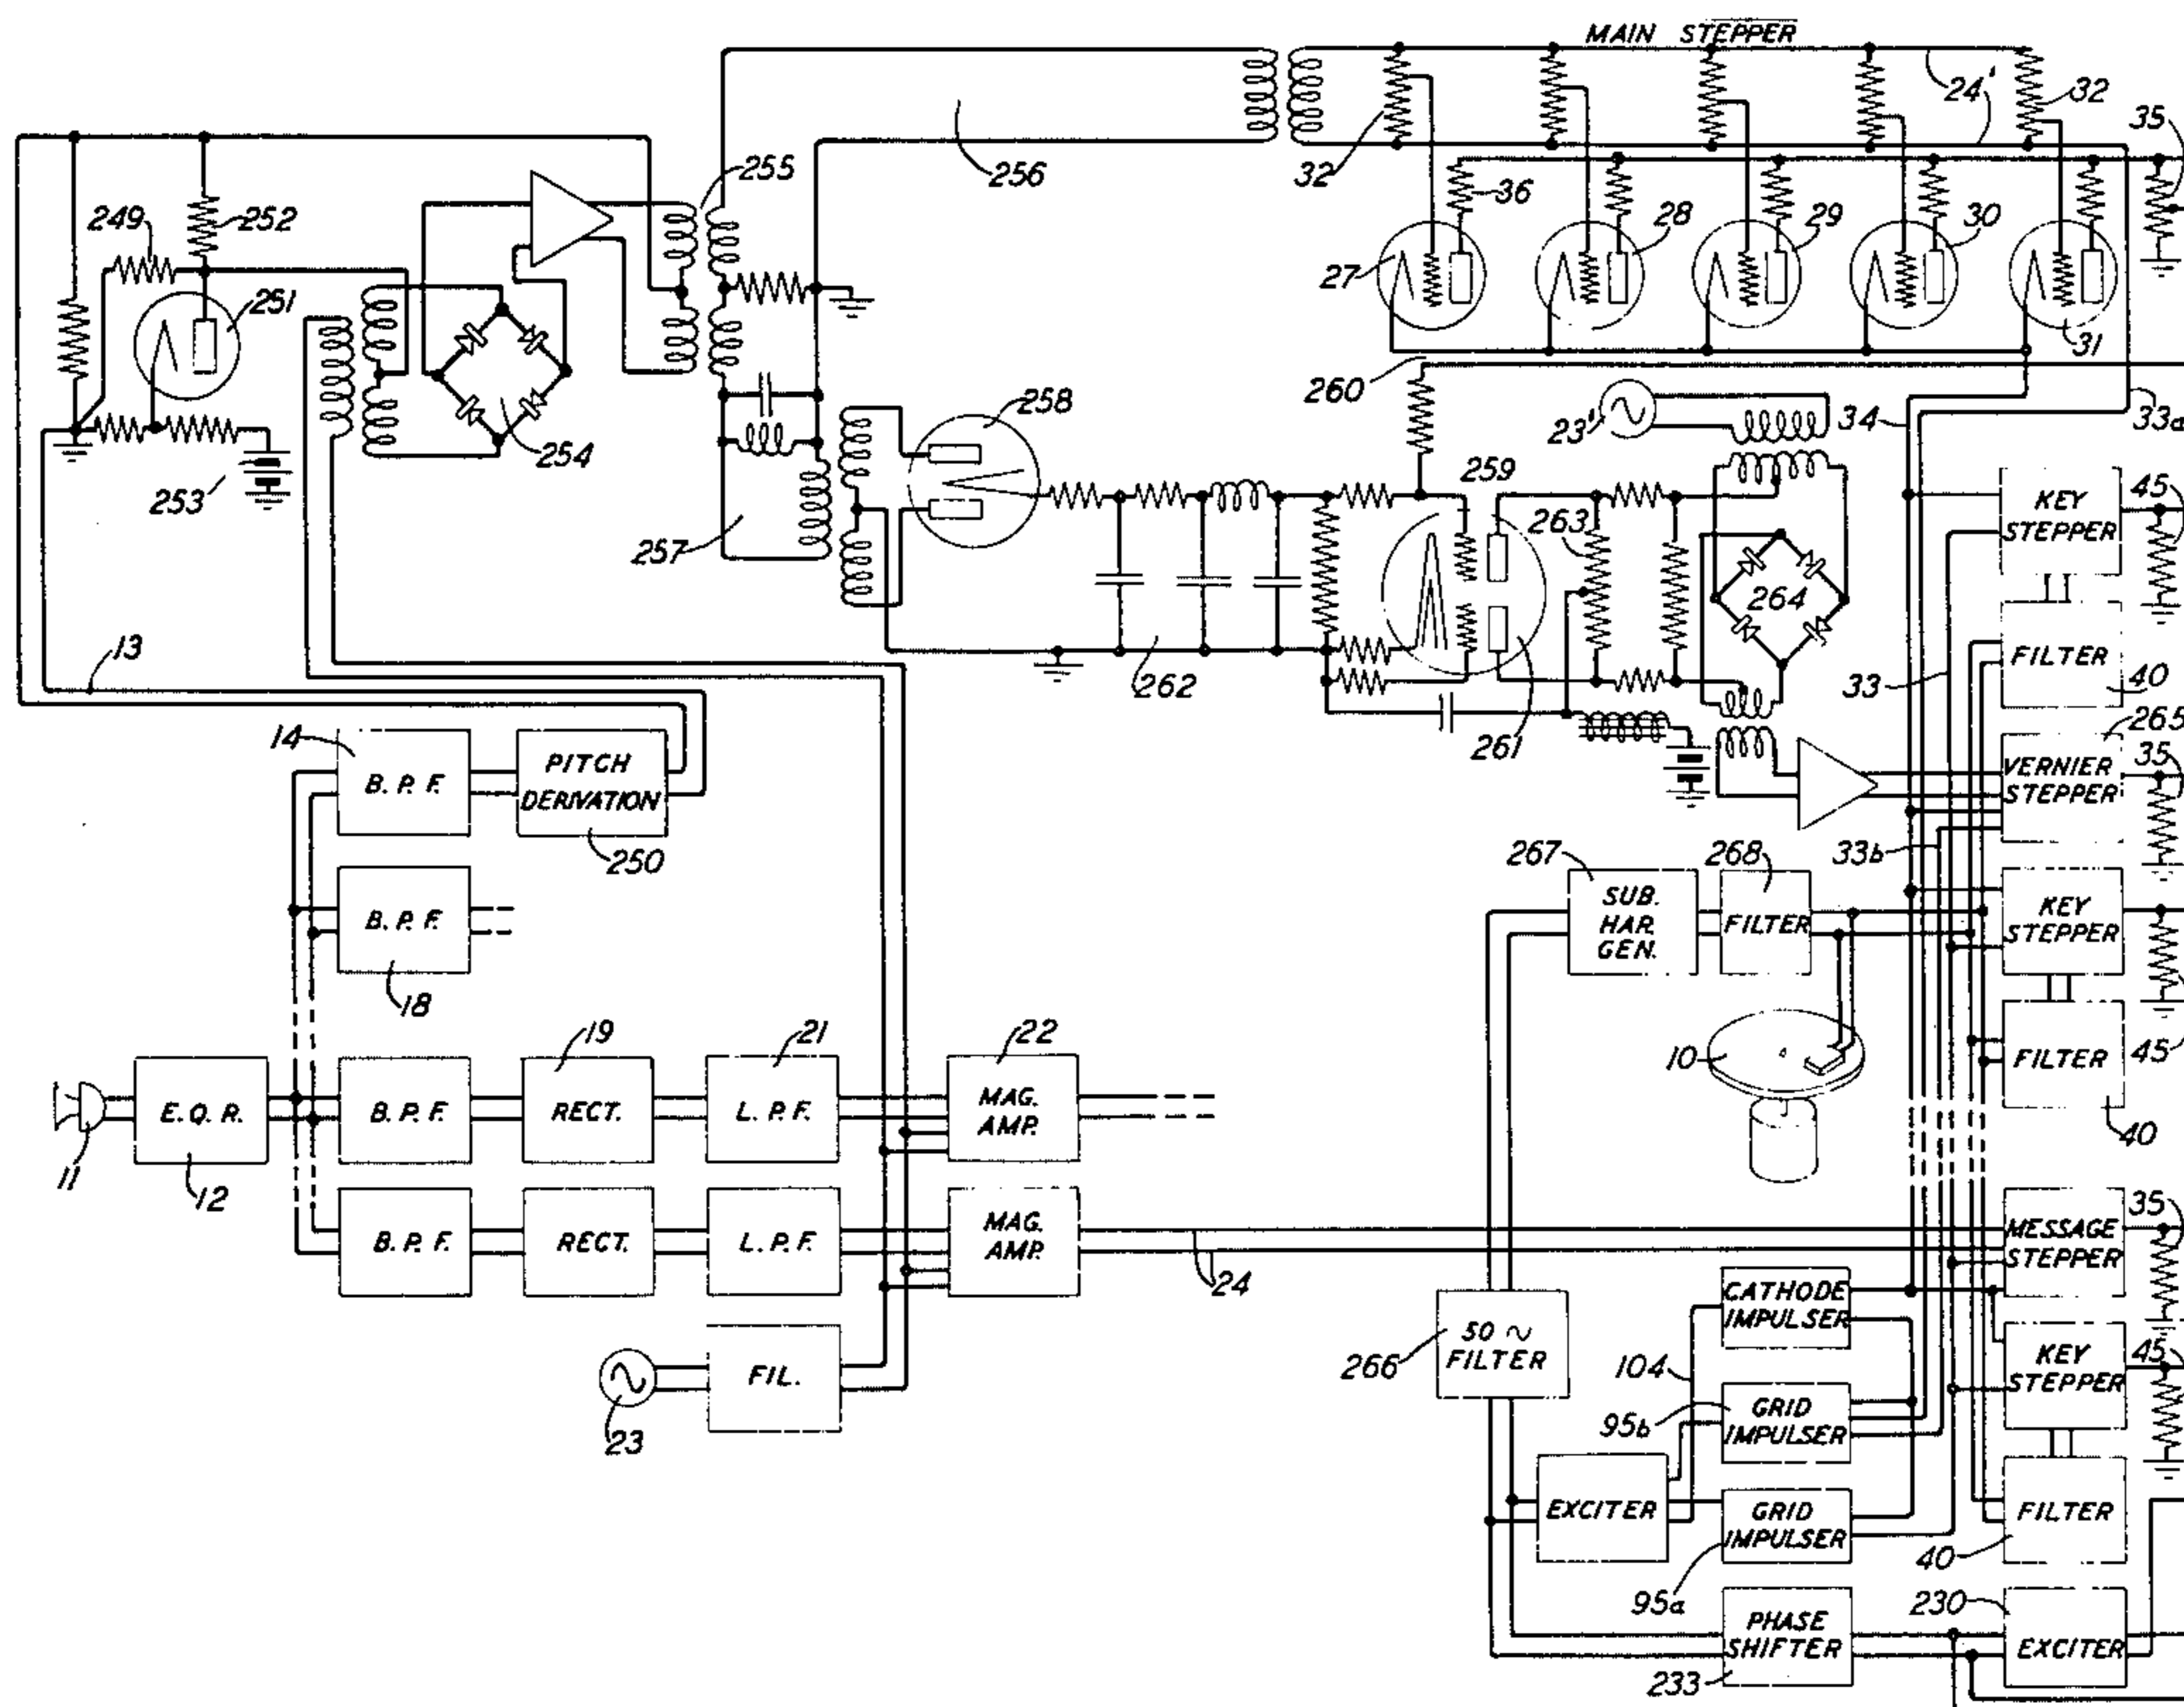 MAIN STEPPER
24'
32
35
255
256
32
36
28
29
30
249
252
251
27
31
258
260
23'
34
33a
254
253
259
45
KEY
STEPPER
257
263
264
FILTER
13
262
33
40
14
261
265
B.P.F.
PITCH
DERIVATION
VERNIER
STEPPER
35
250
267
268
33b
B.P.F.
SUB.
HAR.
GEN.
FILTER
KEY
STEPPER
18
19
21
22
10
FILTER
45
E.Q.R.
B.P.F.
RECT.
L.P.F.
MAG.
AMP.
40
11
12
B.P.F.
RECT.
L.P.F.
MAG.
AMP.
MESSAGE
STEPPER
35
24
CATHODE
IMPULSER
50 ~
FILTER
266
KEY
STEPPER
45
104
FIL.
23
95b
GRID
IMPULSER
EXCITER
GRID
IMPULSER
FILTER
40
95a
230
PHASE
SHIFTER
EXCITER
233